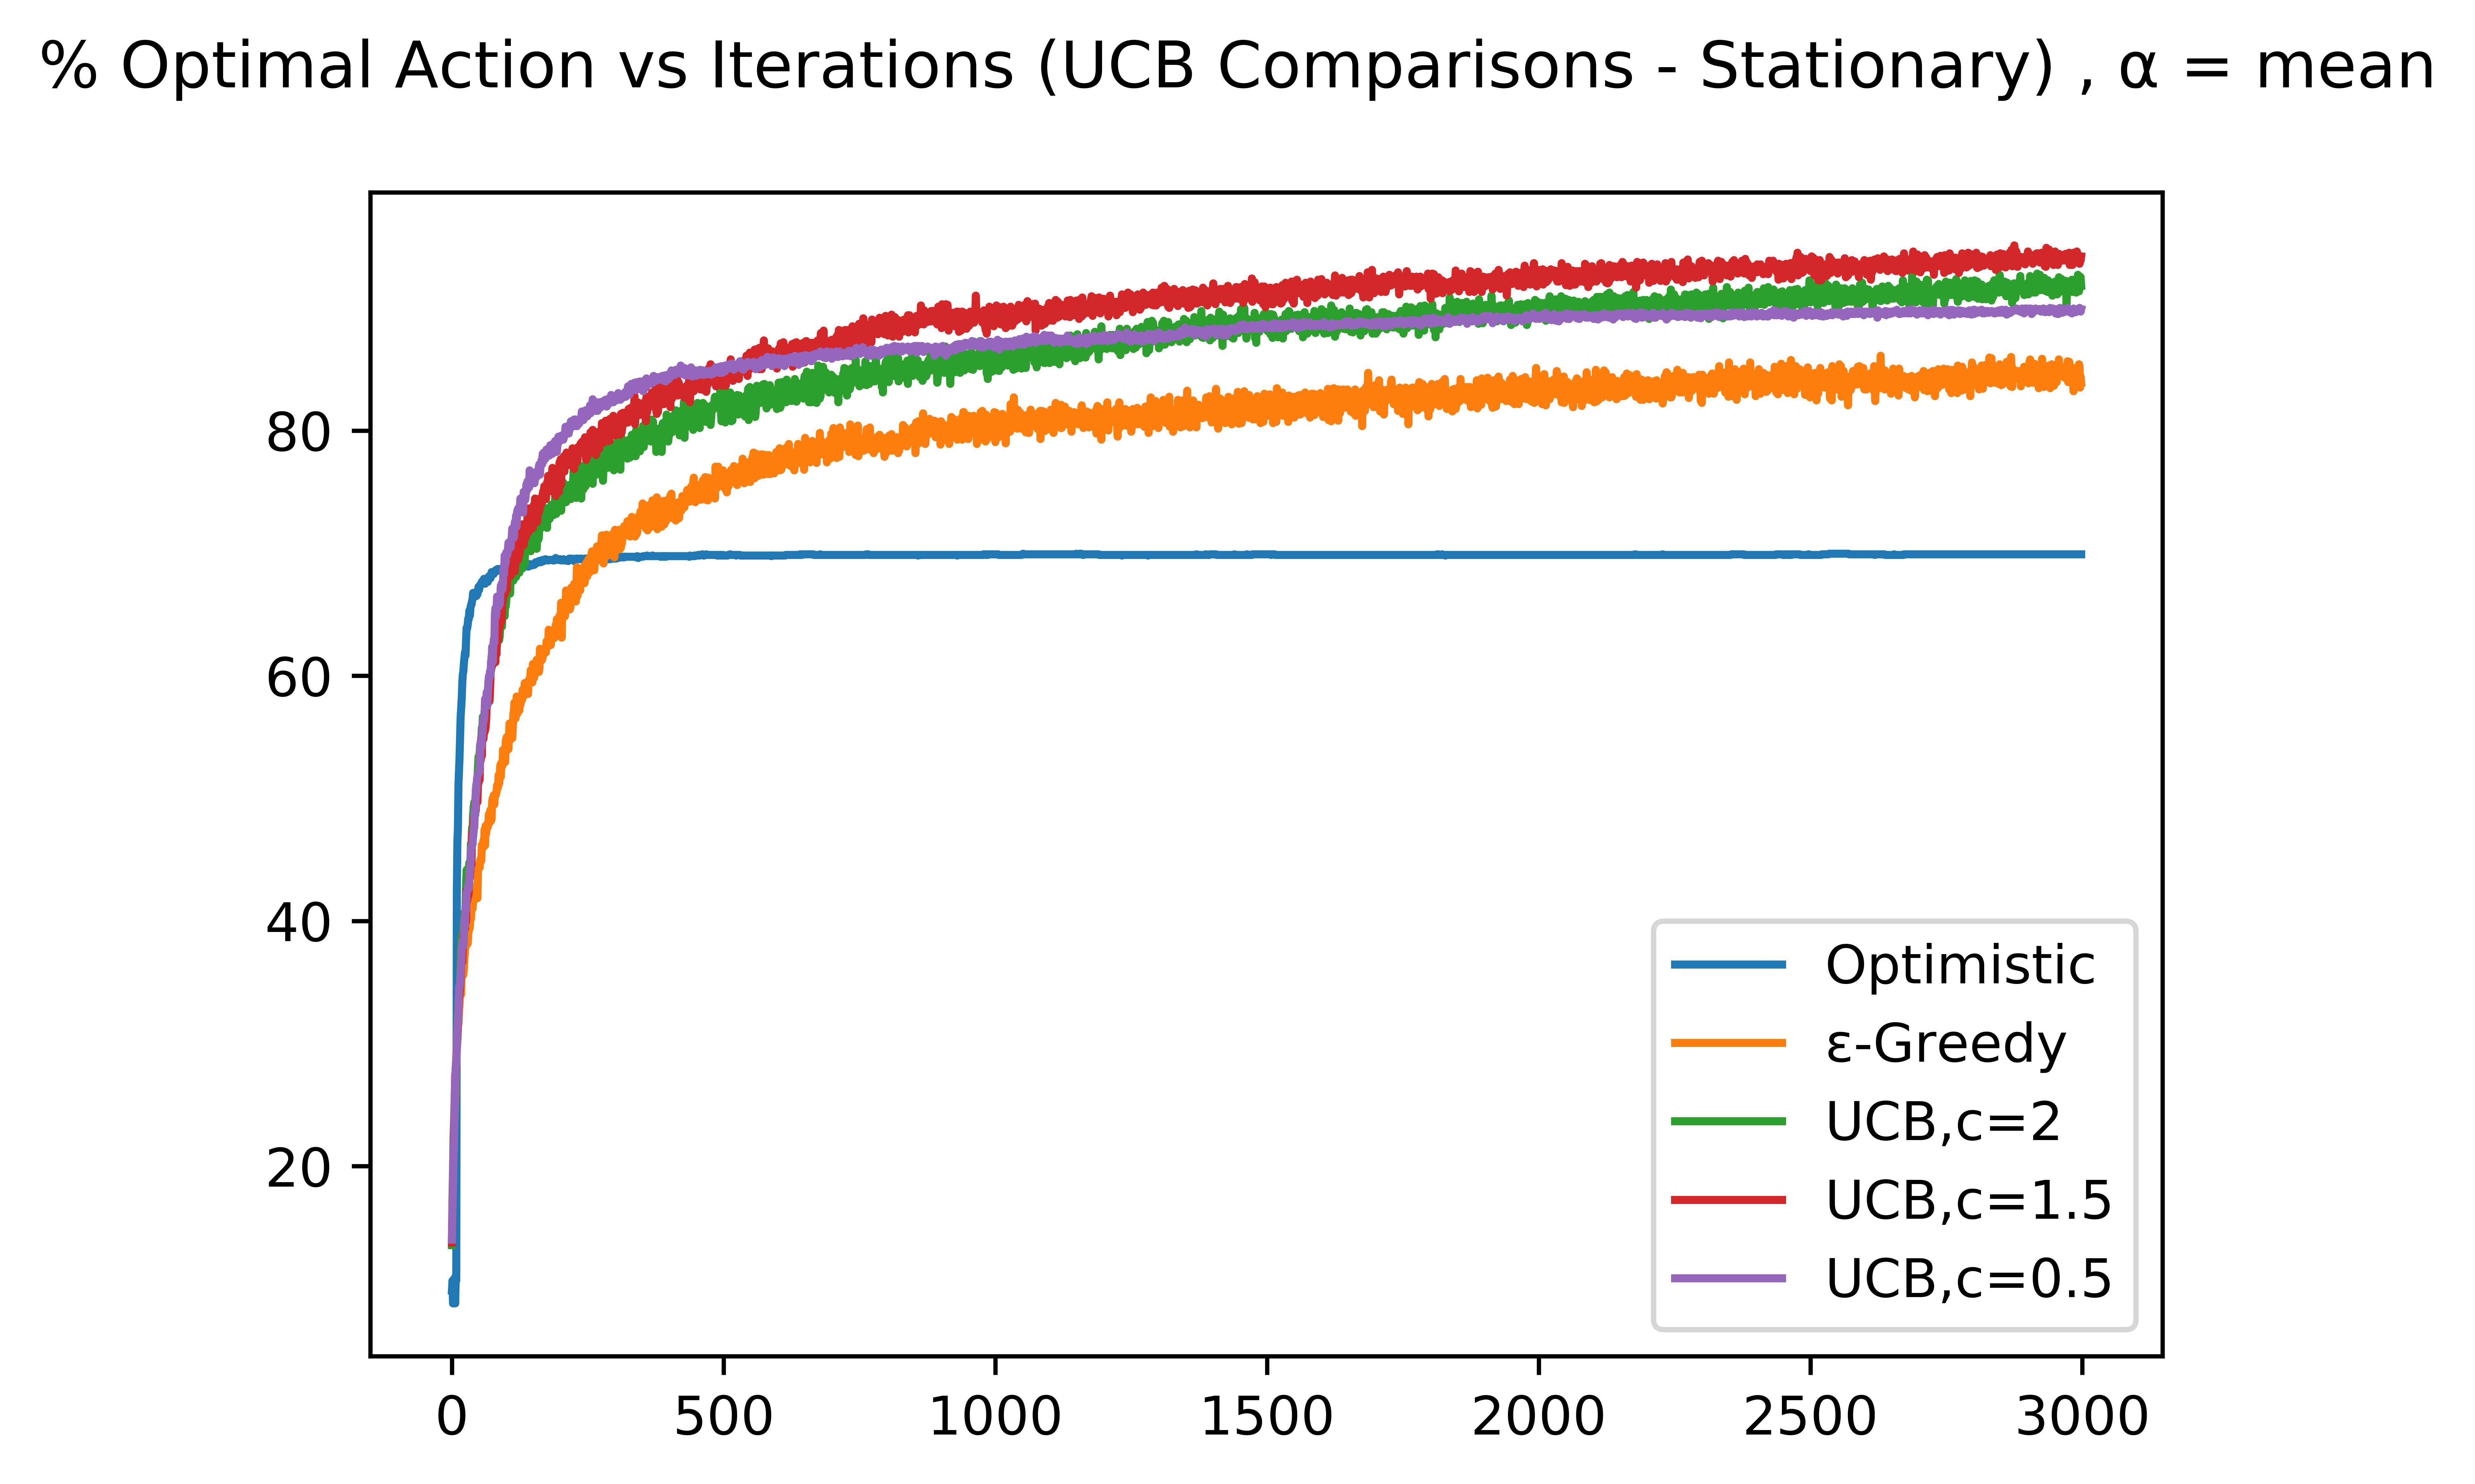 % Optimal Action vs Iterations (UCB Comparisons - Stationary) , α = mean
80
60
40
20
Optimistic
ε-Greedy
UCB,c=2
UCB,c=1.5
UCB,c=0.5
0 500 1000 1500 2000 2500 3000